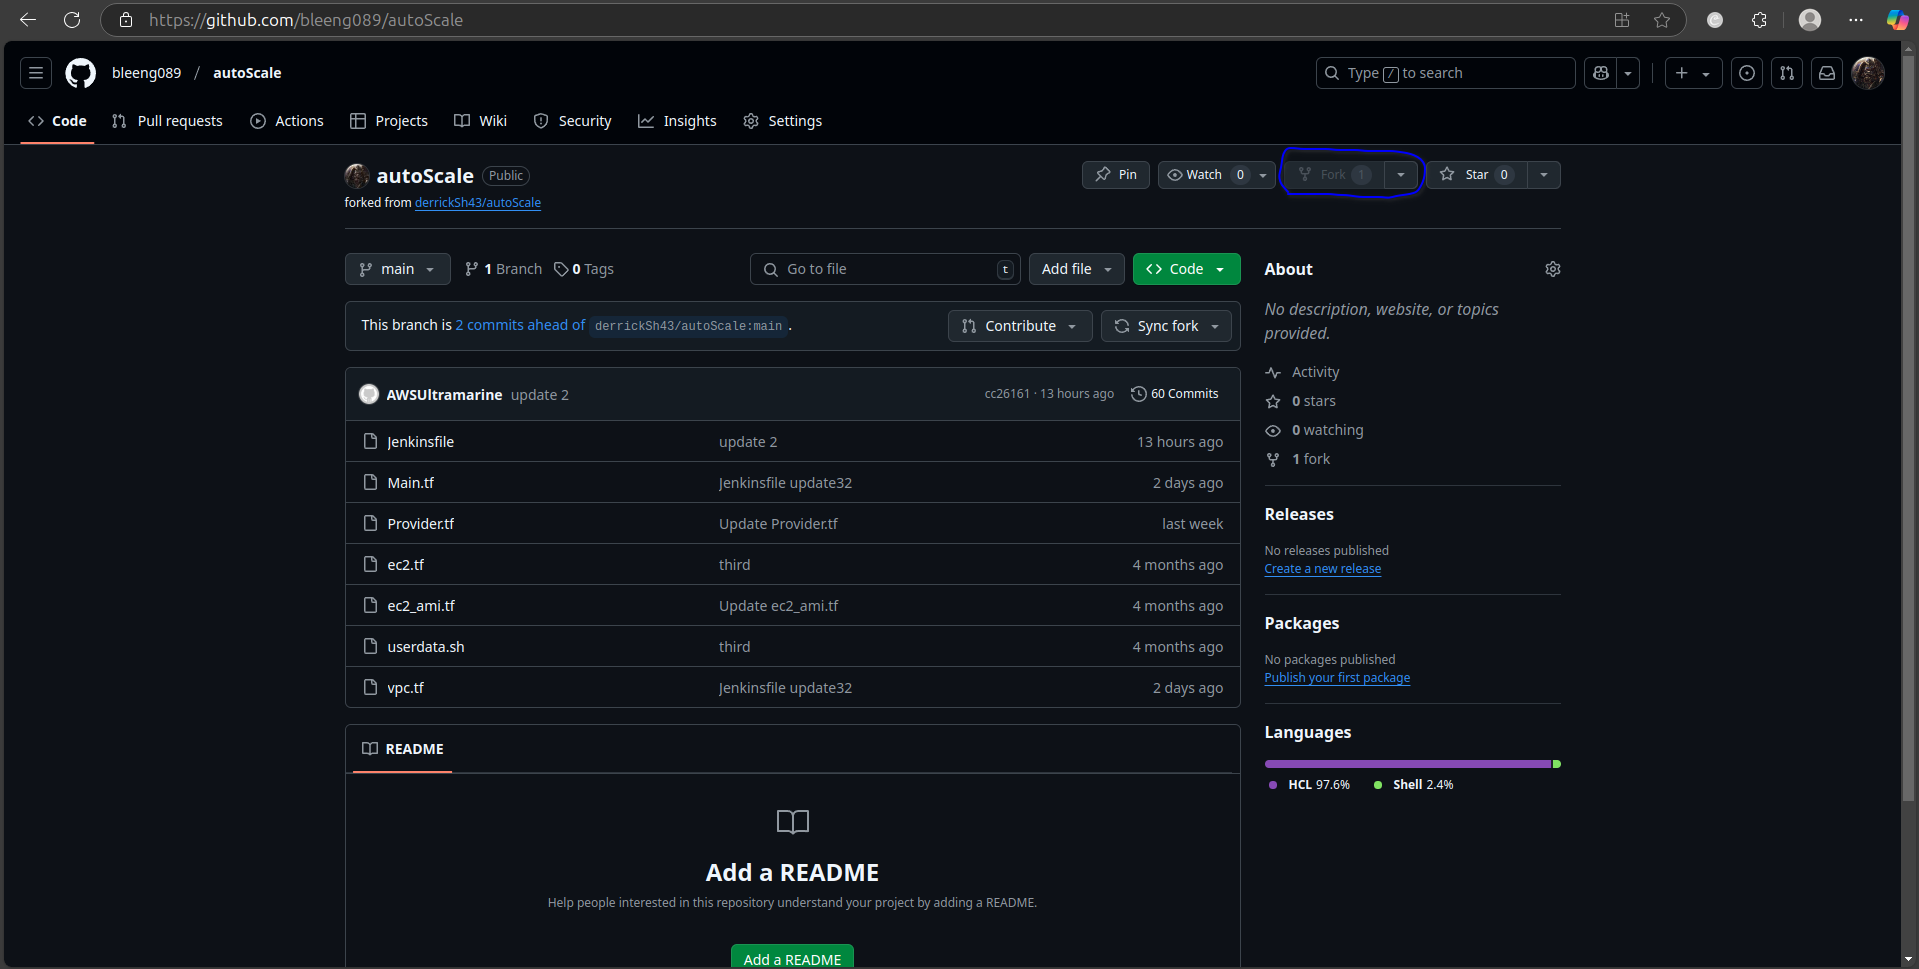 https://github.com/bleeng089/autoScale
bleeng089 / autoScale
Type / to search
Code Pull requests Actions Projects Wiki Security Insights Settings
autoScale Public
Pin Watch 0 Fork 1 Star 0
forked from derrickSh43/autoScale
main 1 Branch 0 Tags Go to file t Add file Code
This branch is 2 commits ahead of derrickSh43/autoScale:main . Contribute Sync fork
AWSUltramarine update 2 cc26161 · 13 hours ago 60 Commits
Jenkinsfile update 2 13 hours ago
Main.tf Jenkinsfile update32 2 days ago
Provider.tf Update Provider.tf last week
ec2.tf third 4 months ago
ec2_ami.tf Update ec2_ami.tf 4 months ago
userdata.sh third 4 months ago
vpc.tf Jenkinsfile update32 2 days ago
README
Add a README
Help people interested in this repository understand your project by adding a README.
Add a README
About
No description, website, or topics
provided.
Activity
0 stars
0 watching
1 fork
Releases
No releases published
Create a new release
Packages
No packages published
Publish your first package
Languages
HCL 97.6% Shell 2.4%